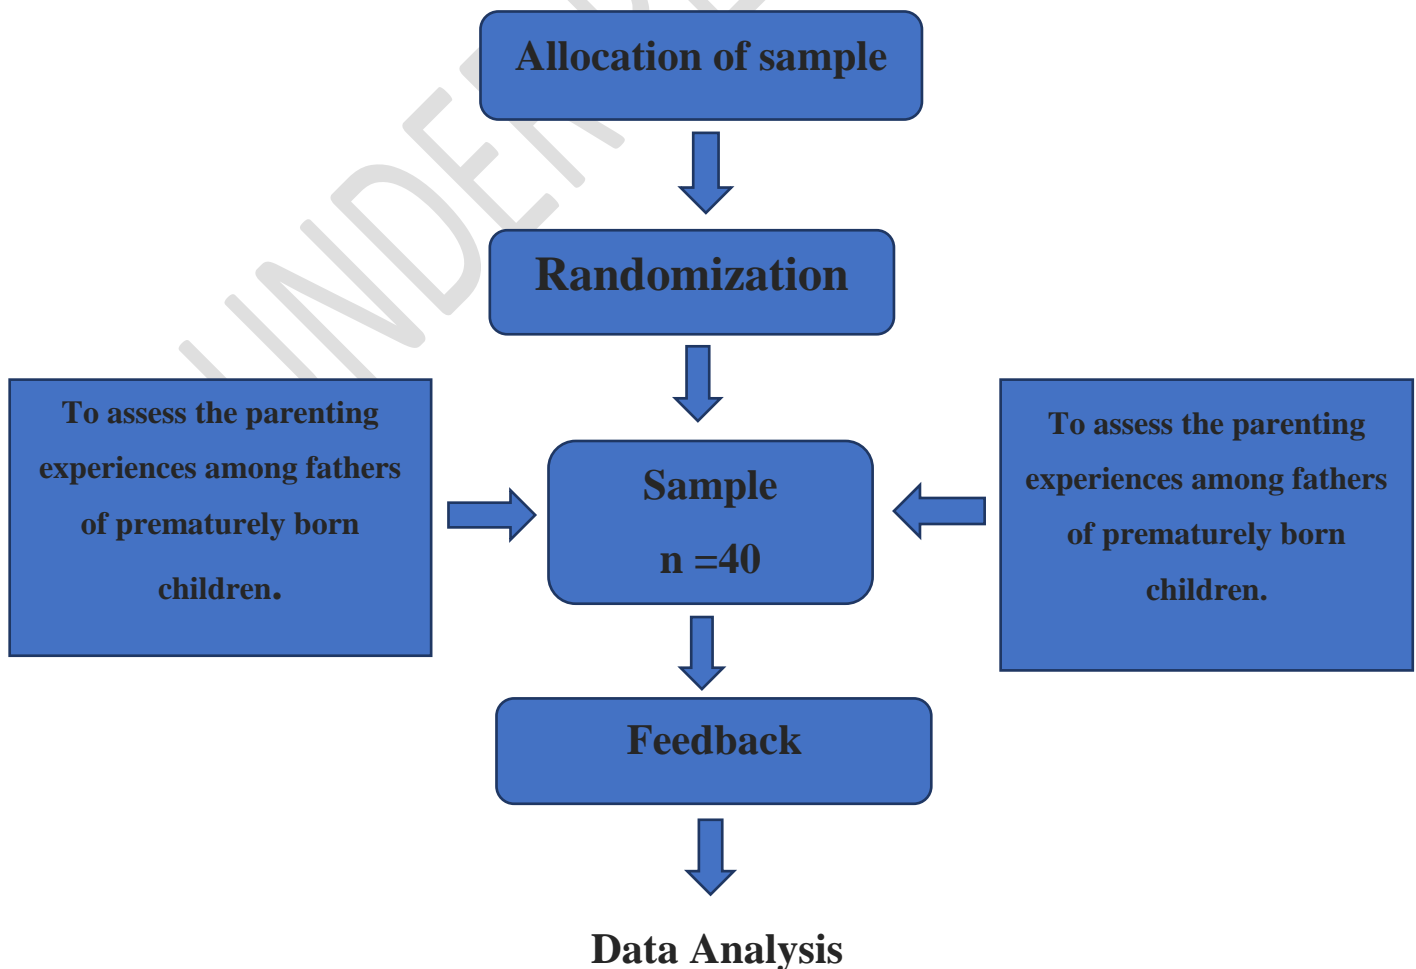 Allocation of sample
Randomization
To assess the parenting
experiences among fathers
of prematurely born
children.
Sample
n =40
To assess the parenting
experiences among fathers
of prematurely born
children.
Feedback
Data Analysis